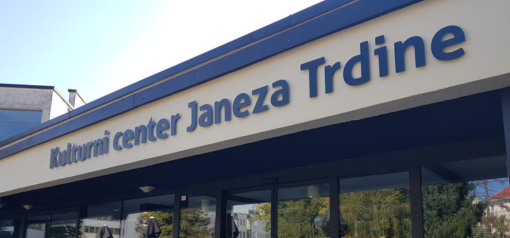 Kulturni center Janeza Trdine